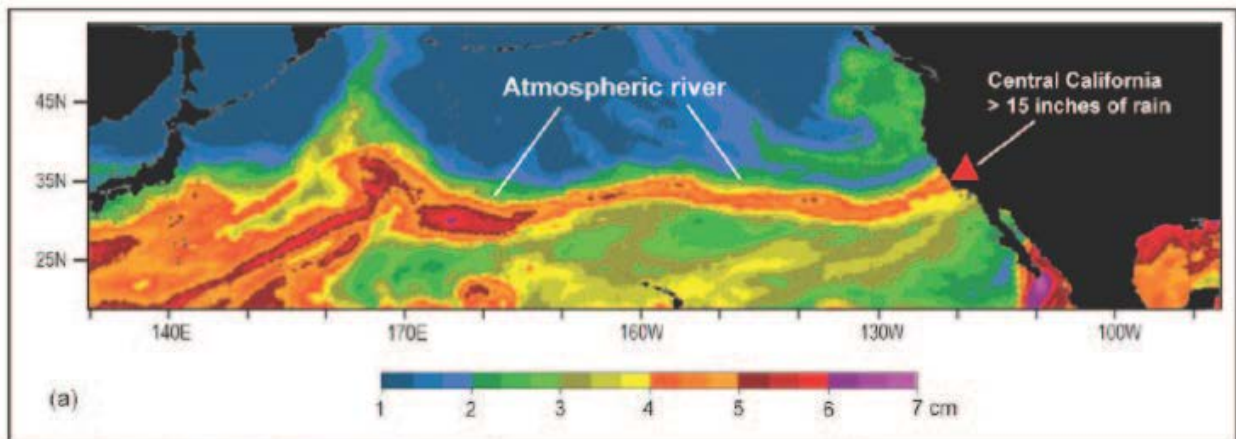 Atmospheric river
Central California
> 15 inches of rain
45N
35N
25N
140E 170E 160W 130W 100W
(a)
1 2 3 4 5 6 7 cm